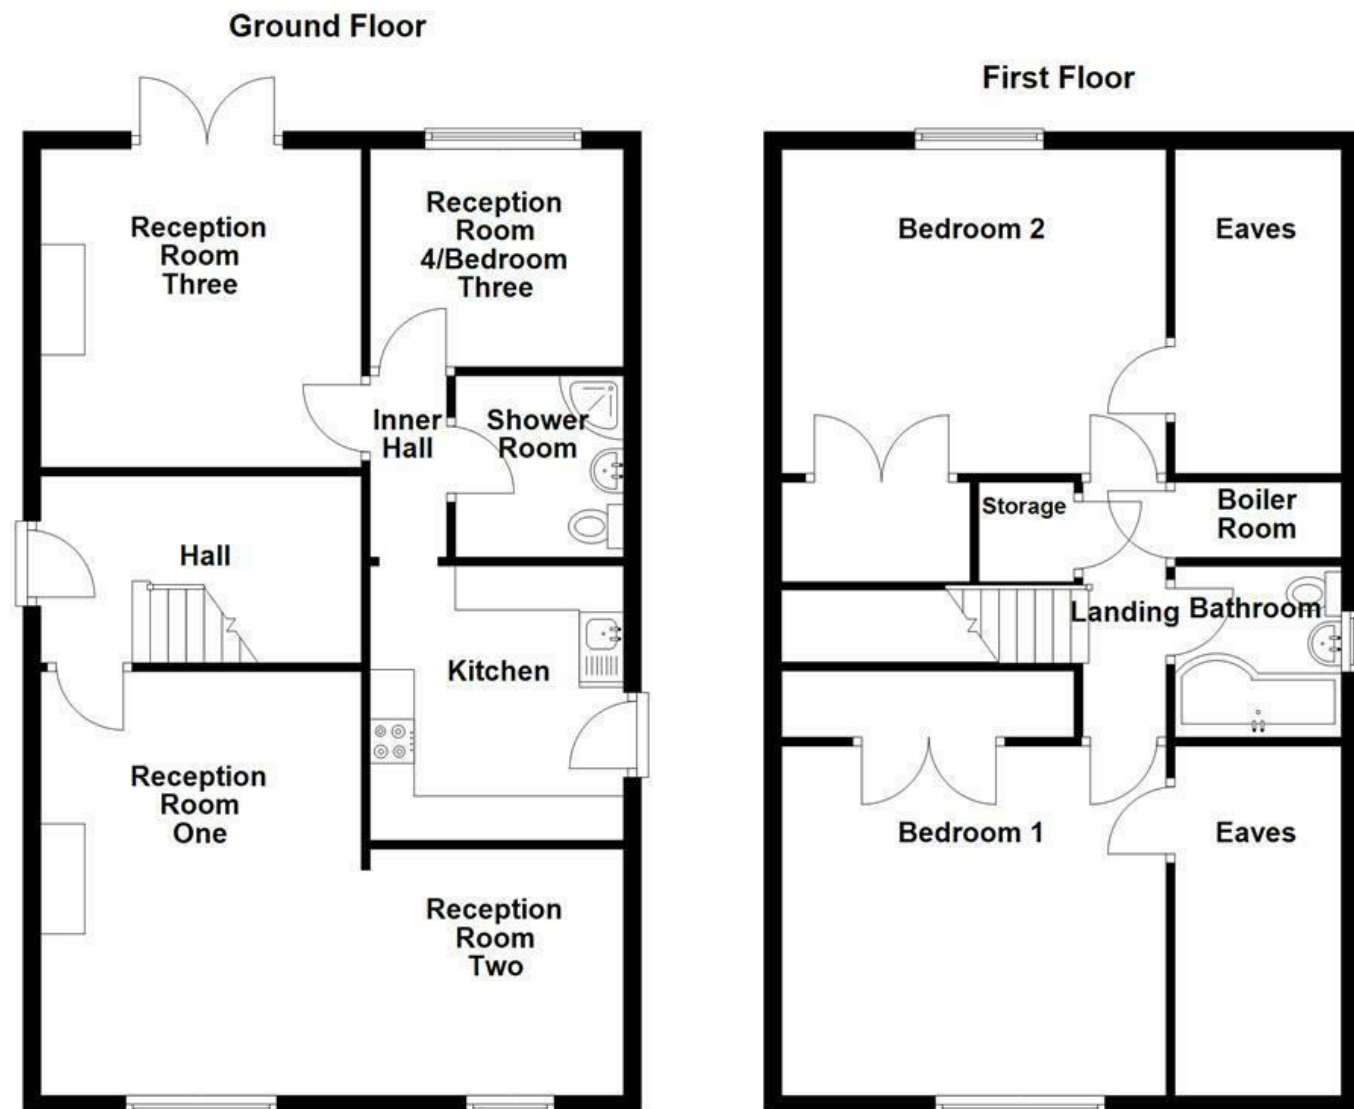 Ground Floor
Reception
Room
Three
Reception
Room
4/Bedroom
Three
Inner
Hall
Shower
Room
Hall
Kitchen
Reception
Room
One
Reception
Room
Two
First Floor
Bedroom 2
Eaves
Storage
Boiler
Room
Landing
Bathroom
Bedroom 1
Eaves